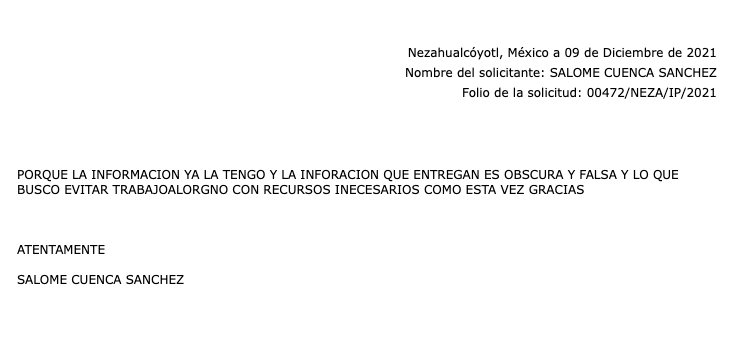 Nezahualcóyotl, México a 09 de Diciembre de 2021
Nombre del solicitante: SALOME CUENCA SANCHEZ
Folio de la solicitud: 00472/NEZA/IP/2021
PORQUE LA INFORMACION YA LA TENGO Y LA INFORACION QUE ENTREGAN ES OBSCURA Y FALSA Y LO QUE
BUSCO EVITAR TRABAJOALORGNO CON RECURSOS INECESARIOS COMO ESTA VEZ GRACIAS
ATENTAMENTE
SALOME CUENCA SANCHEZ